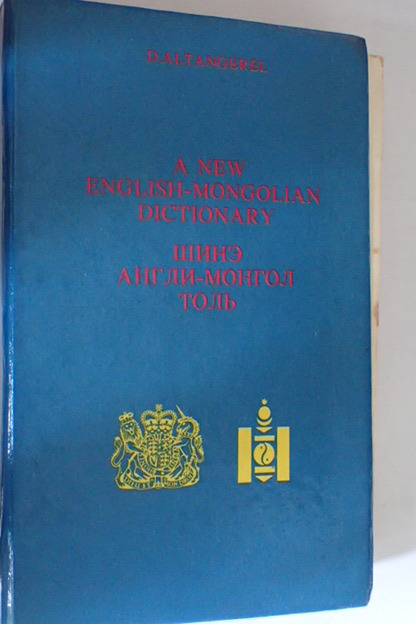 D.ALTANGEREL
A NEW
ENGLISH-MONGOLIAN
DICTIONARY
ШИНЭ
АНГЛИ-МОНГОЛ
ТОЛЬ